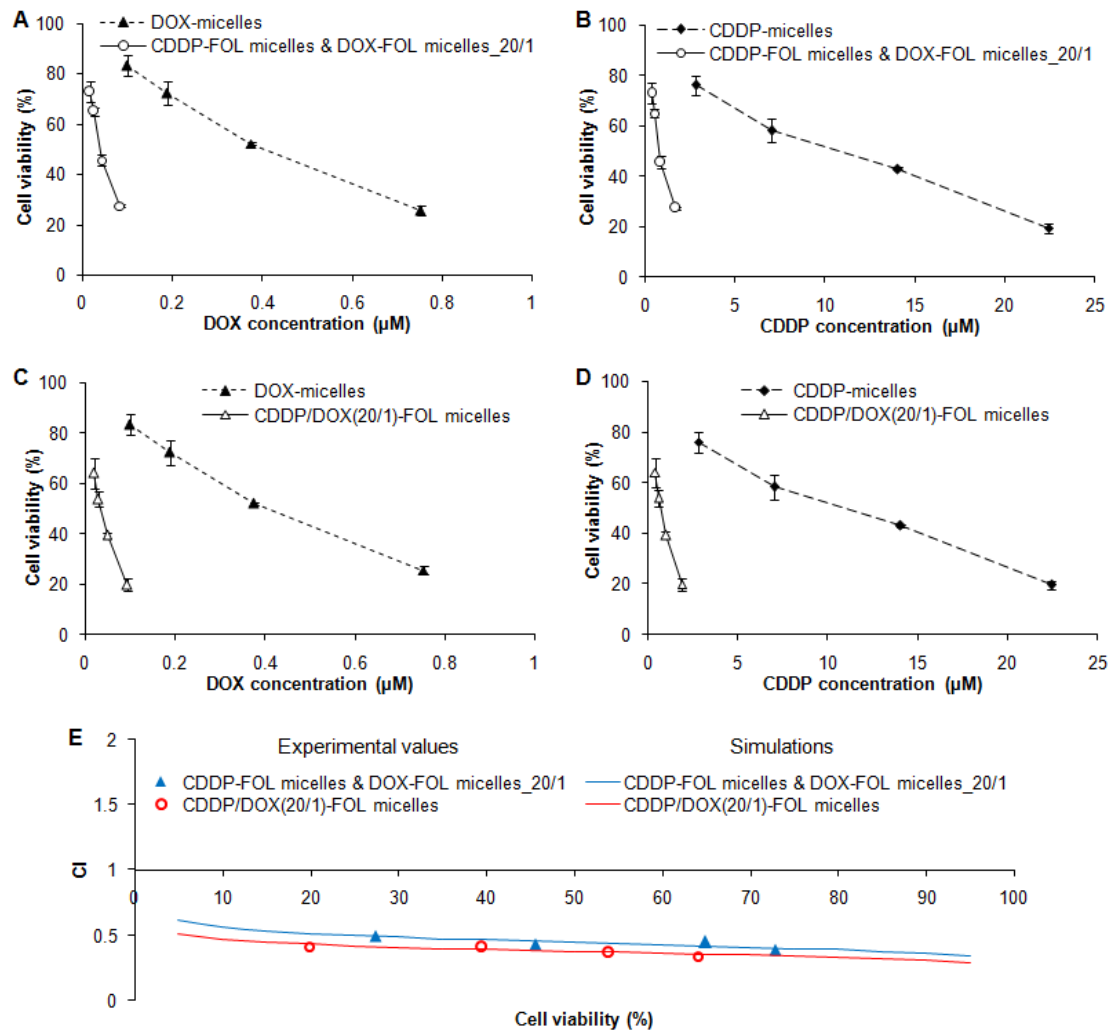 A
100
80
60
40
20
0
Cell viability (%)
DOX-micelles
CDDP-FOL micelles & DOX-FOL micelles_20/1
0 0.2 0.4 0.6 0.8 1
DOX concentration (µM)
B
100
80
60
40
20
0
Cell viability (%)
CDDP-micelles
CDDP-FOL micelles & DOX-FOL micelles_20/1
0 5 10 15 20 25
CDDP concentration (µM)
C
100
80
60
40
20
0
Cell viability (%)
DOX-micelles
CDDP/DOX(20/1)-FOL micelles
0 0.2 0.4 0.6 0.8 1
DOX concentration (µM)
D
100
80
60
40
20
0
Cell viability (%)
CDDP-micelles
CDDP/DOX(20/1)-FOL micelles
0 5 10 15 20 25
CDDP concentration (µM)
E
2
1.5
1
0.5
0
CI
Experimental values
CDDP-FOL micelles & DOX-FOL micelles_20/1
CDDP/DOX(20/1)-FOL micelles
Simulations
CDDP-FOL micelles & DOX-FOL micelles_20/1
CDDP/DOX(20/1)-FOL micelles
0 10 20 30 40 50 60 70 80 90 100
Cell viability (%)